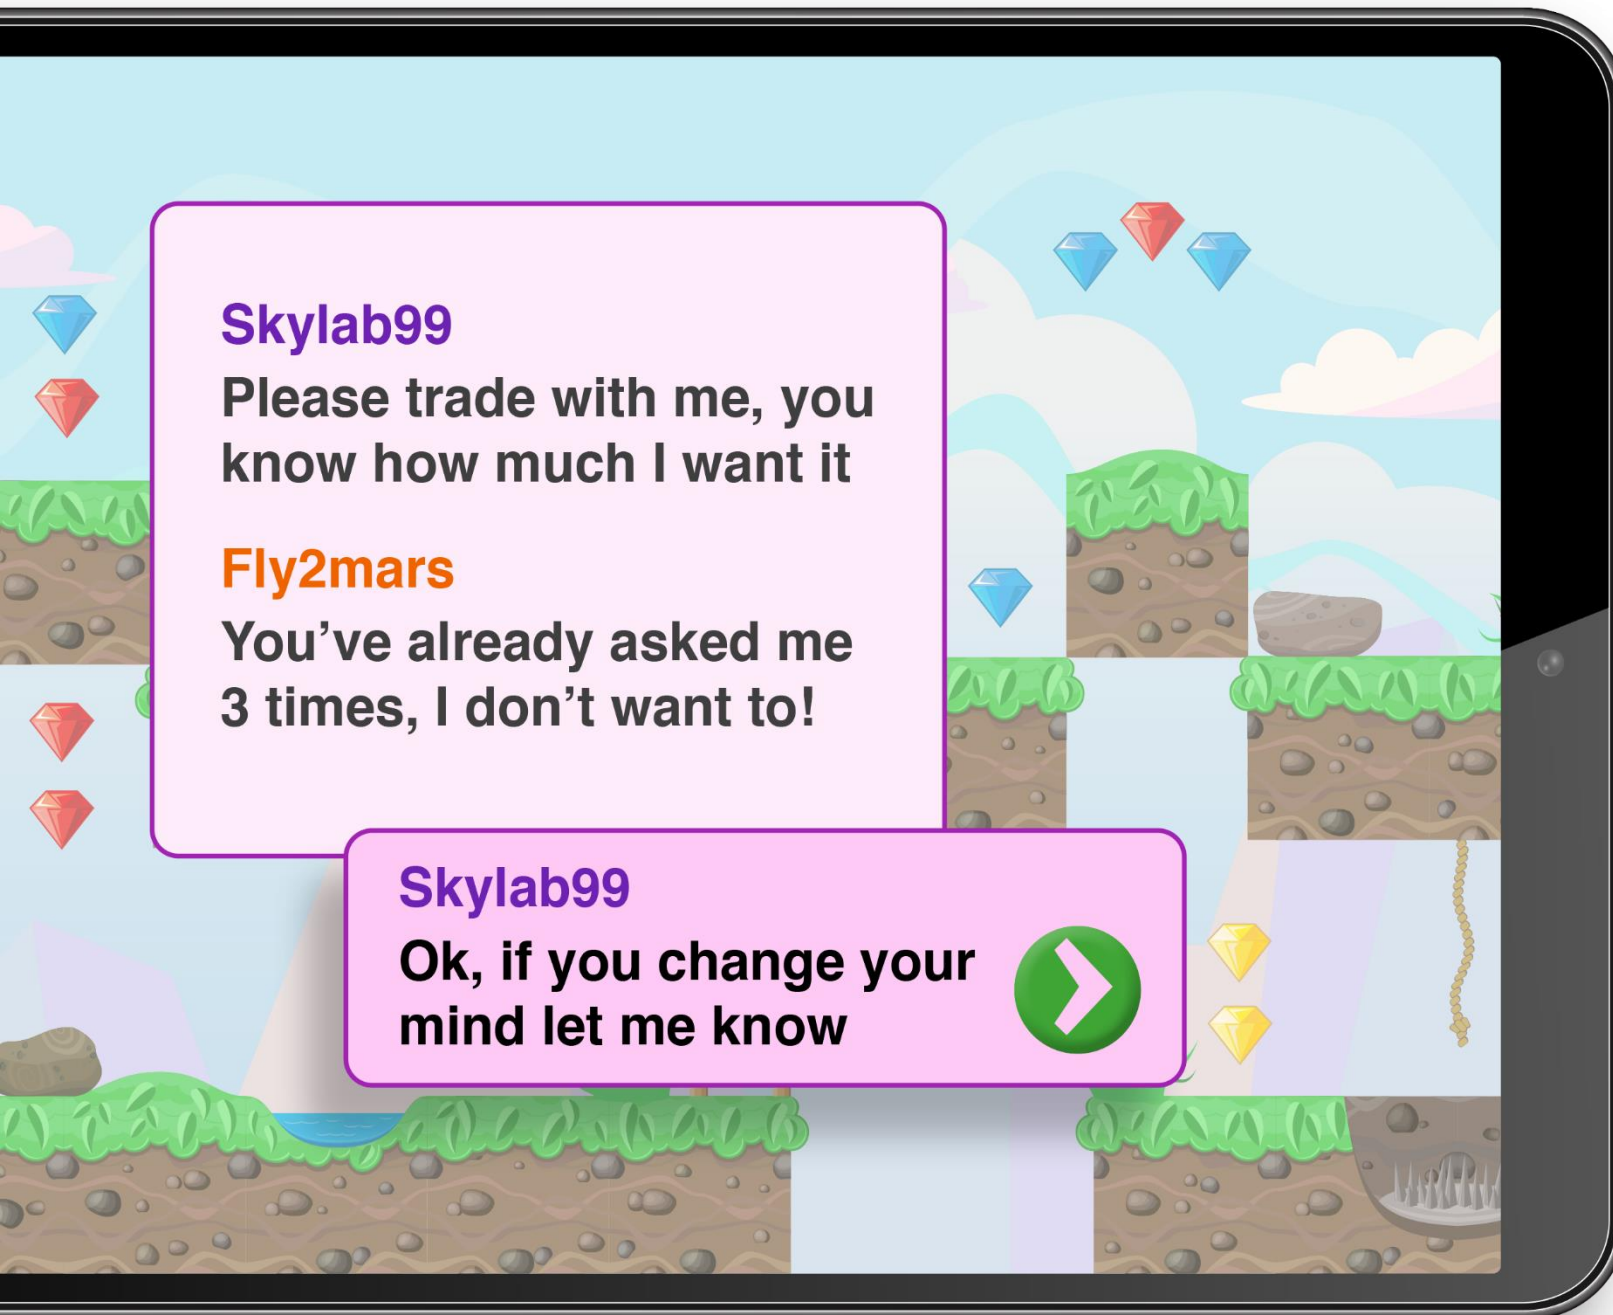 Skylab99
Please trade with me, you
know how much I want it
Fly2mars
You’ve already asked me
3 times, I don’t want to!
Skylab99
Ok, if you change your
mind let me know